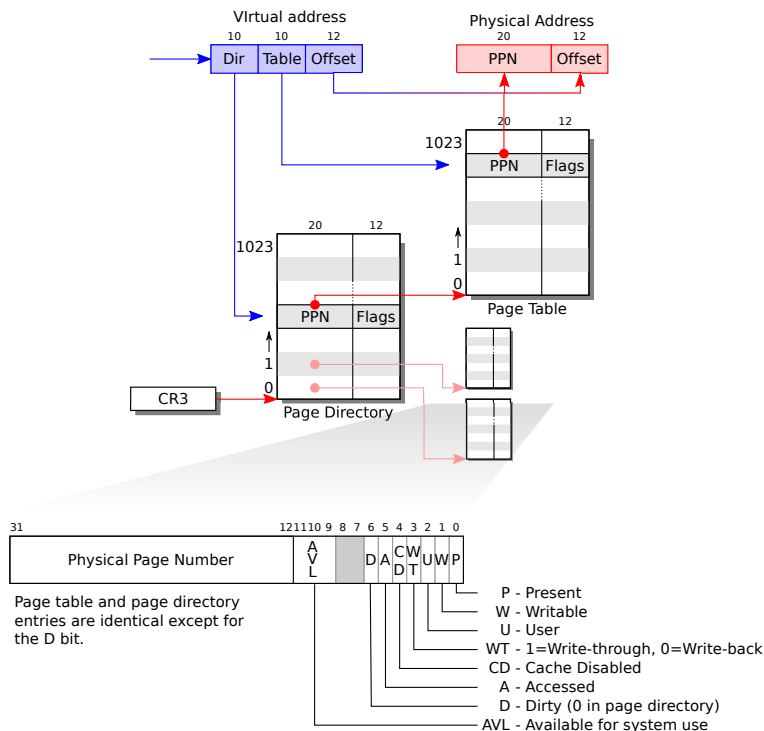 VIrtual address
Physical Address
10 10 12
20 12
Dir Table Offset
PPN Offset
20 12
1023
PPN Flags
1
0
Page Table
20 12
1023
PPN Flags
1
0
Page Directory
CR3
31 121110 9 8 7 6 5 4 3 2 1 0
Physical Page Number AVL D A CD WT U W P
Page table and page directory
entries are identical except for
the D bit.
P - Present
W - Writable
U - User
WT - 1=Write-through, 0=Write-back
CD - Cache Disabled
A - Accessed
D - Dirty (0 in page directory)
AVL - Available for system use